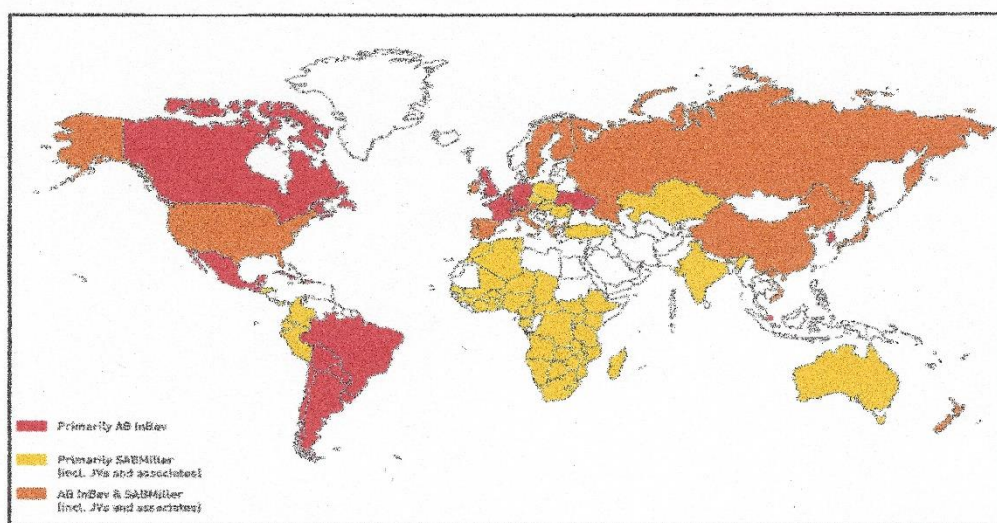 Primarily AB InBev
Primarily SABMiller
(incl. JVs and associates)
AB InBev & SABMiller
(incl. JVs and associates)